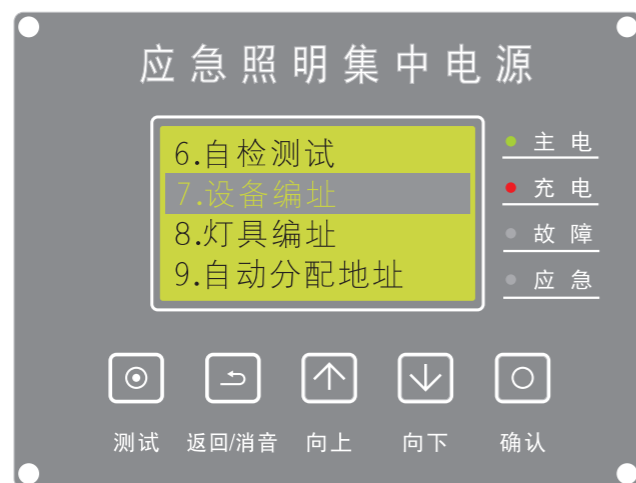 应急照明集中电源
6.自检测试
7.设备编址
8.灯具编址
9.自动分配地址
主电
充电
故障
应急
测试 返回/消音 向上 向下 确认